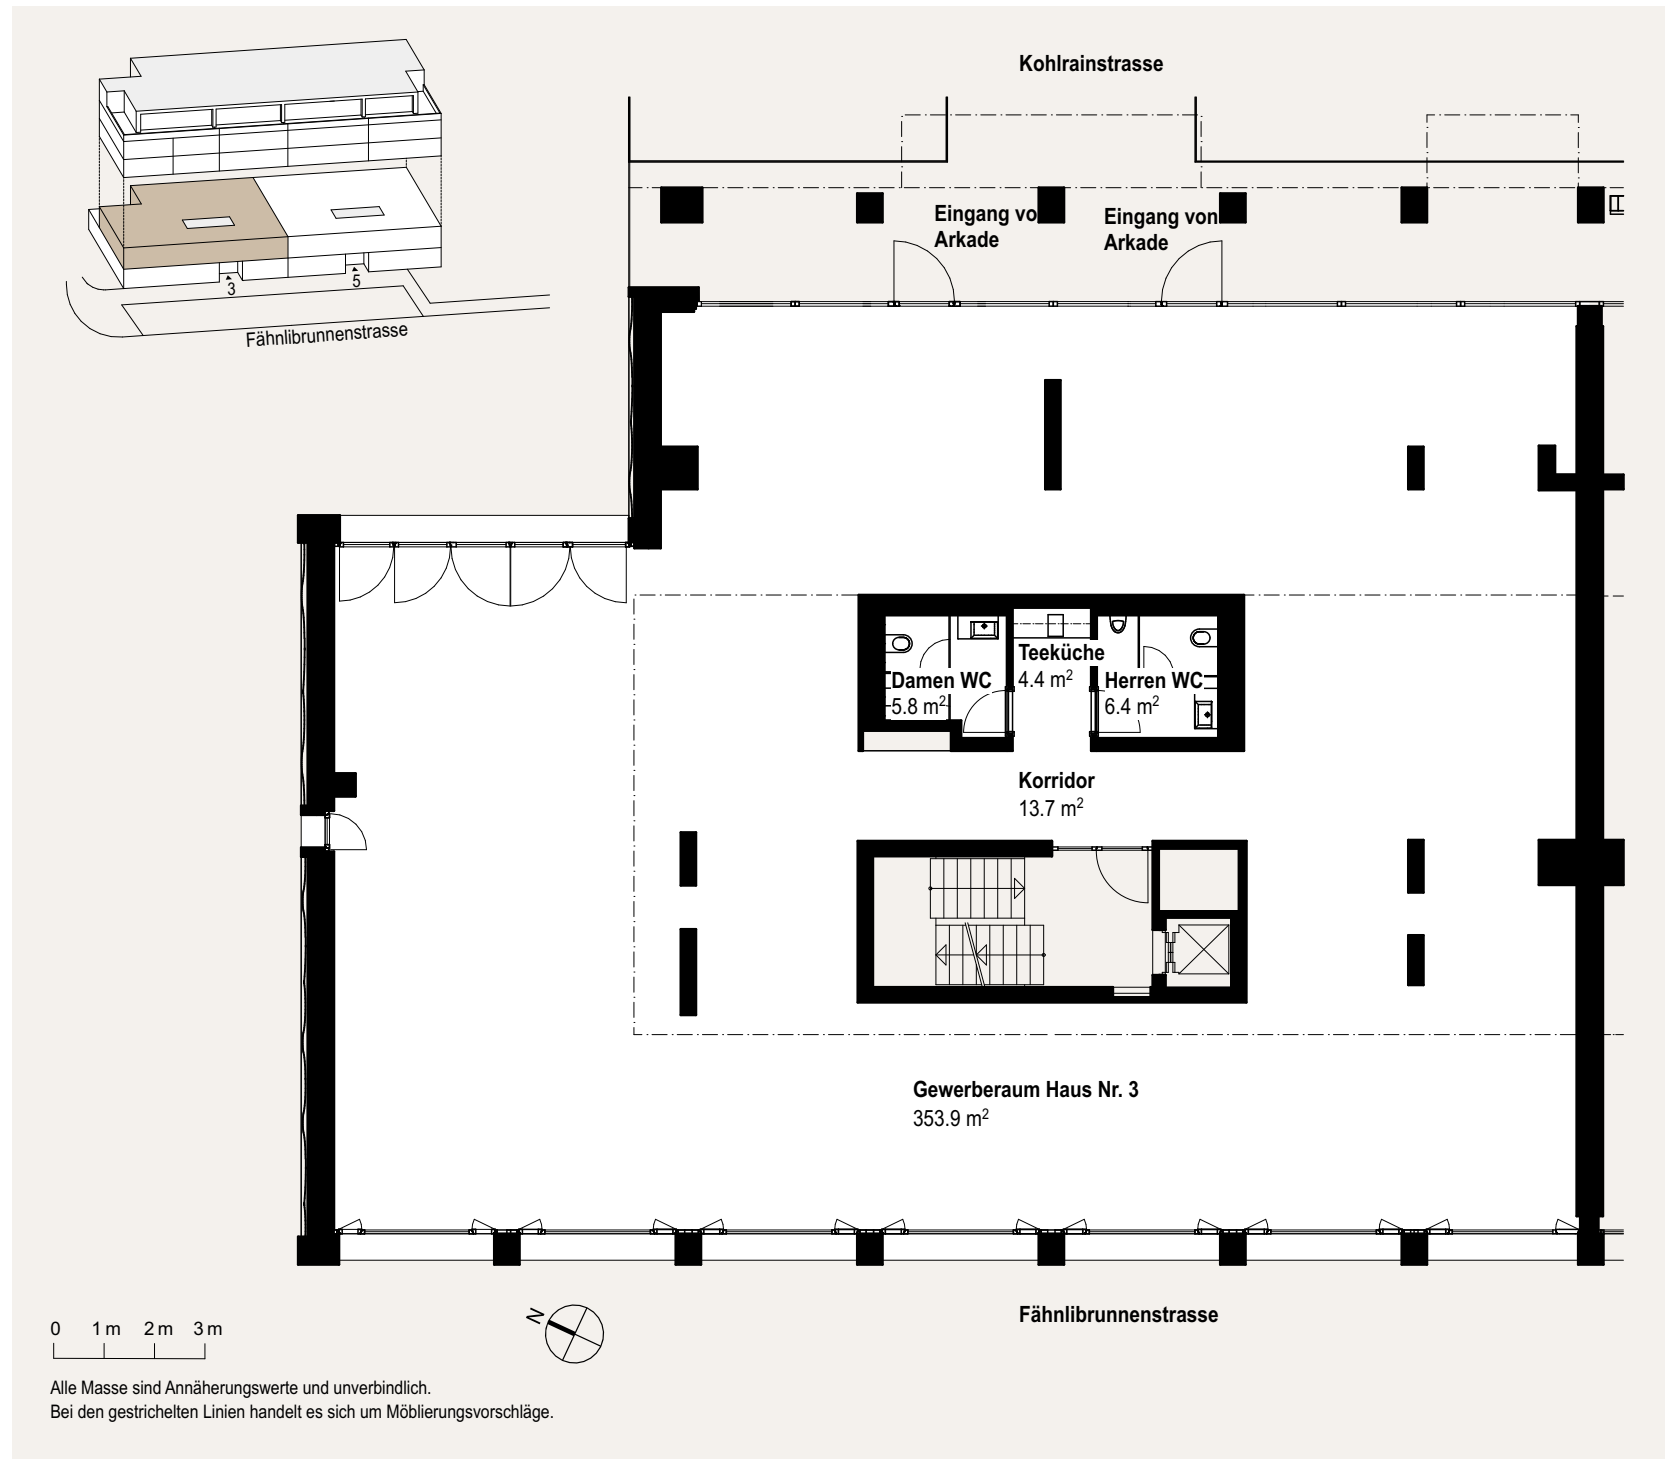 Kohlrainstrasse
Eingang vo
Arkade
Eingang von
Arkade
3
5
Fähnlibrunnenstrasse
Teeküche
4.4 m²
Damen WC
5.8 m²
Herren WC
6.4 m²
Korridor
13.7 m²
Gewerberaum Haus Nr. 3
353.9 m²
Fähnlibrunnenstrasse
N
0 1 m 2 m 3 m
Alle Masse sind Annäherungswerte und unverbindlich.
Bei den gestrichelten Linien handelt es sich um Möblierungsvorschläge.